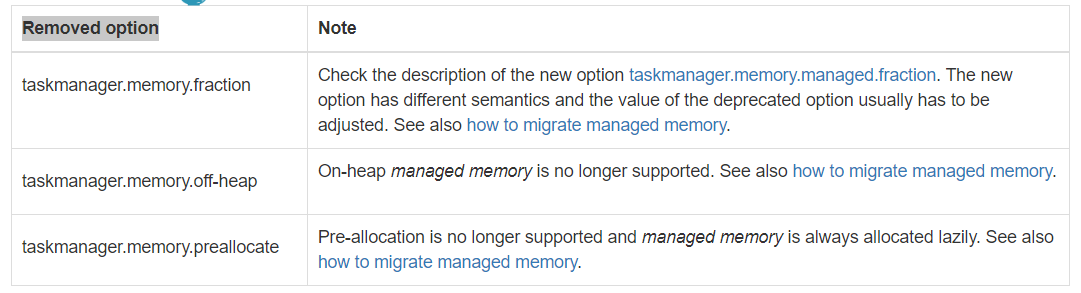 Removed option
Note
taskmanager.memory.fraction
Check the description of the new option taskmanager.memory.managed.fraction. The new
option has different semantics and the value of the deprecated option usually has to be
adjusted. See also how to migrate managed memory.
taskmanager.memory.off-heap
On-heap managed memory is no longer supported. See also how to migrate managed memory.
taskmanager.memory.preallocate
Pre-allocation is no longer supported and managed memory is always allocated lazily. See also
how to migrate managed memory.